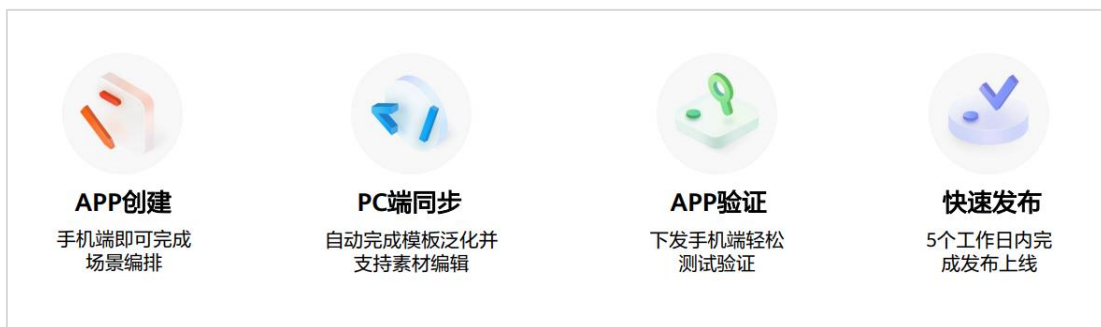 APP创建
手机端即可完成
场景编排
PC端同步
自动完成模板泛化并
支持素材编辑
APP验证
下发手机端轻松
测试验证
快速发布
5个工作日内完
成发布上线